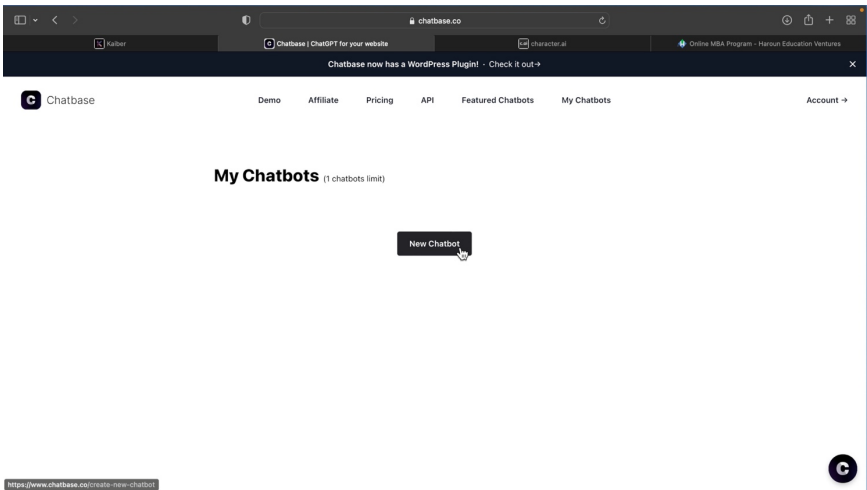 chatbase.co
Kaiber
Chatbase | ChatGPT for your website
character.ai
Online MBA Program - Haroun Education Ventures
Chatbase now has a WordPress Plugin! · Check it out→
Chatbase
Demo Affiliate Pricing API Featured Chatbots My Chatbots Account →
My Chatbots (1 chatbots limit)
New Chatbot
https://www.chatbase.co/create-new-chatbot